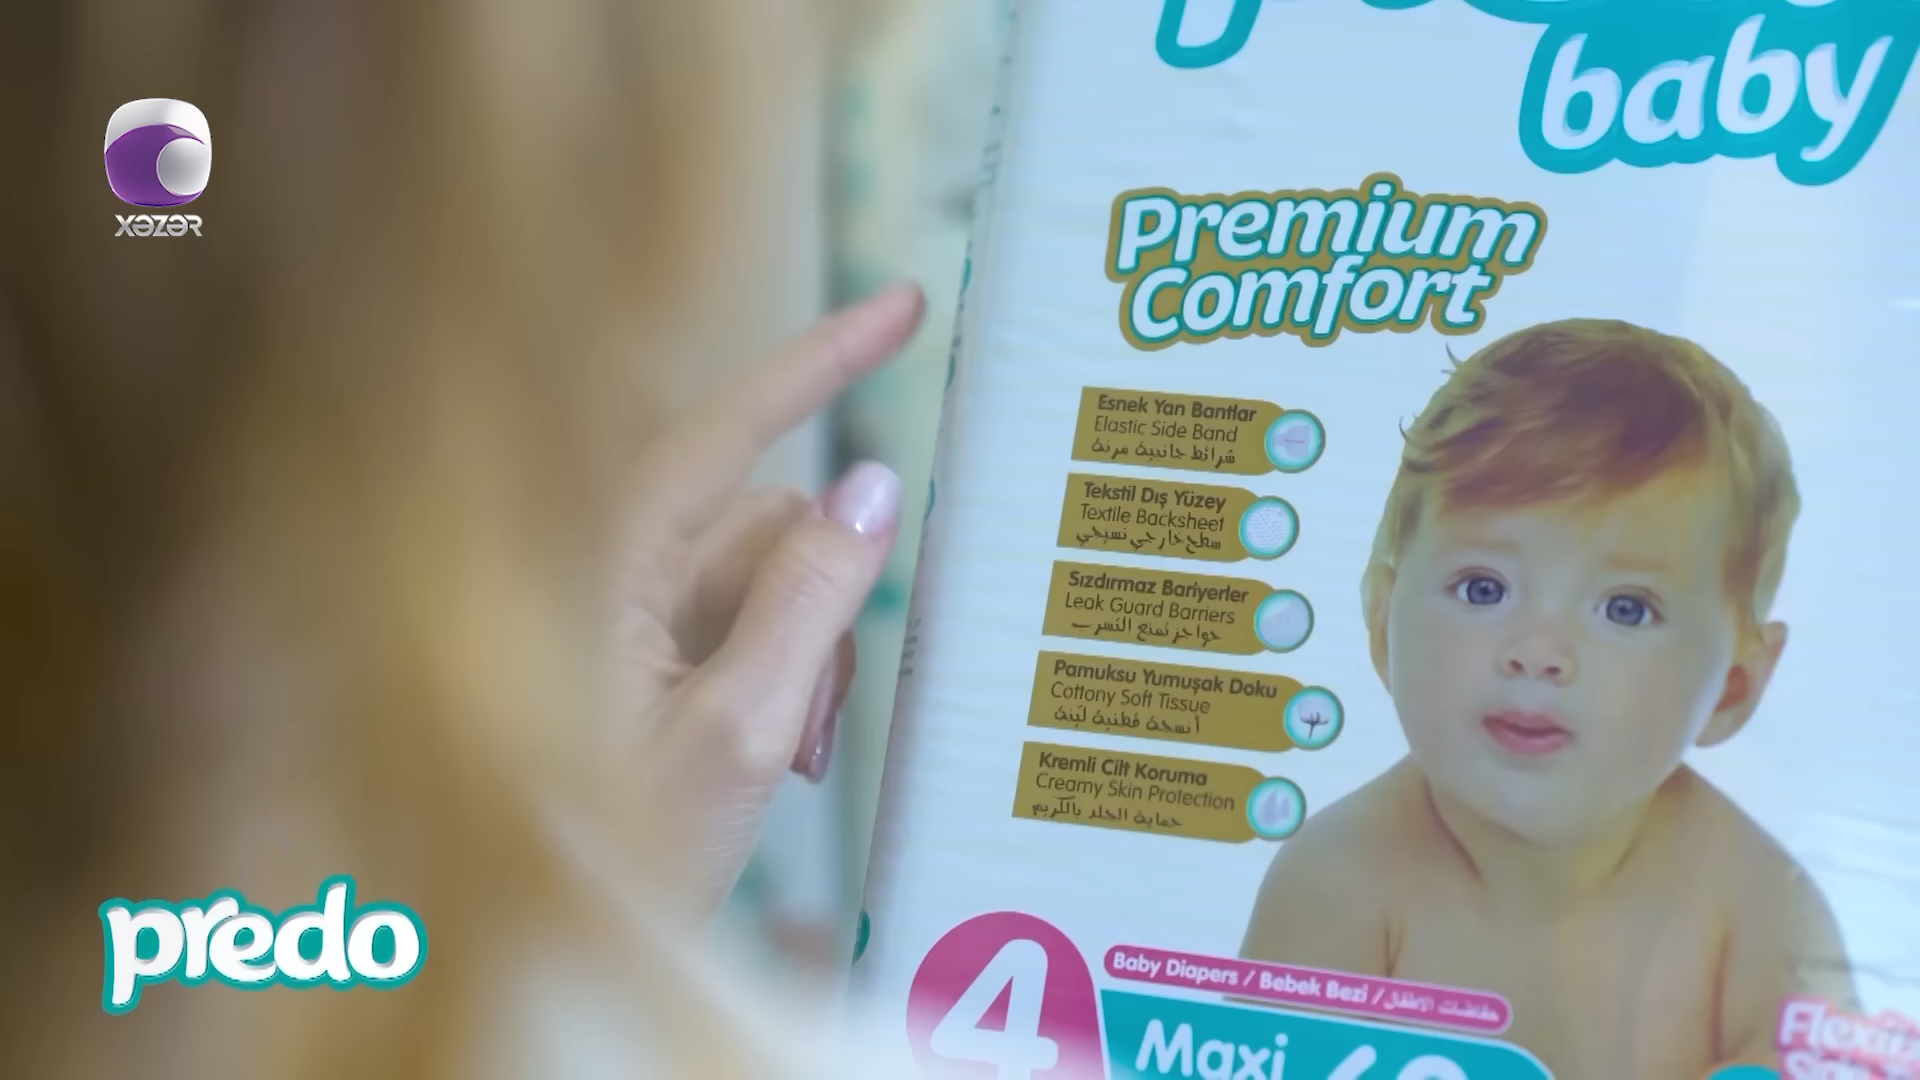 baby
XƏZƏR
Premium
Comfort
Esnek Yan Bantlar
Elastic Side Band
شرائط جانبية مرنة
Tekstil Dış Yüzey
Textile Backsheet
سطح خارجي نسيجي
Sızdırmaz Bariyerler
Leak Guard Barriers
حواجز تمنع التسرب
Pamuksu Yumuşak Doku
Cottony Soft Tissue
أنسجة قطنية لينة
Kremli Cilt Koruma
Creamy Skin Protection
حماية الجلد بالكريم
predo
4
Baby Diapers / Bebek Bezi /
Maxi